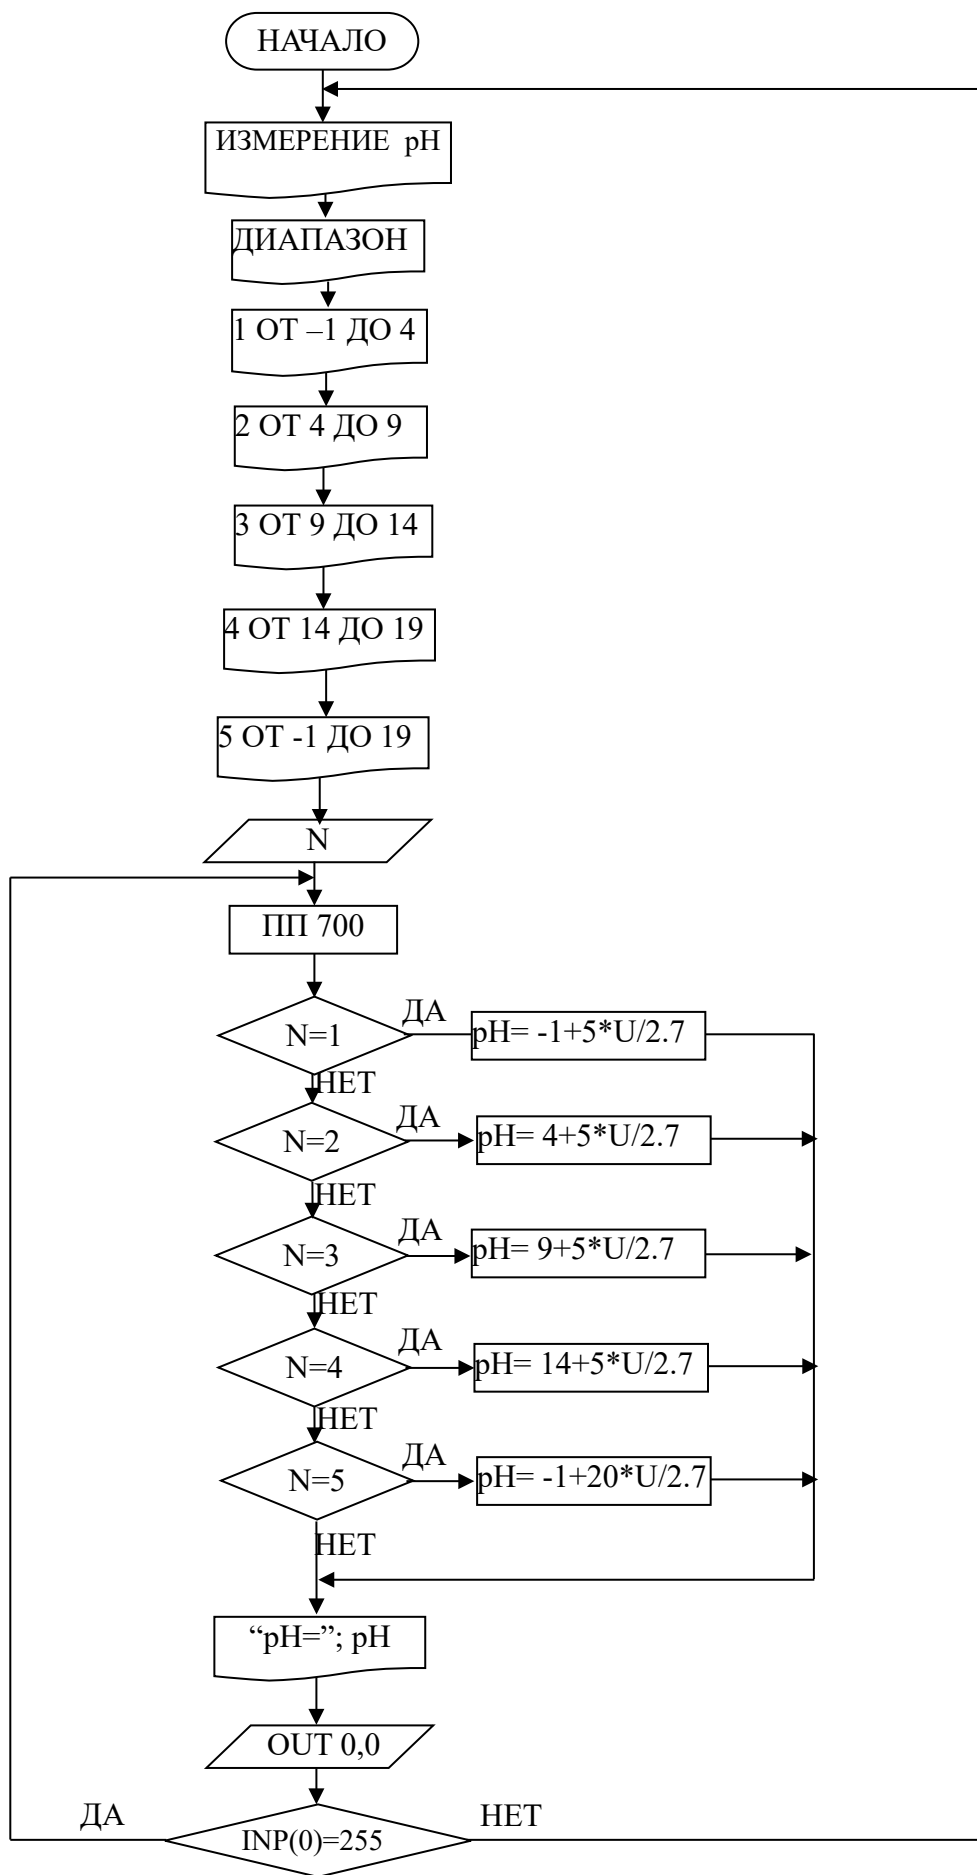 НАЧАЛО
ИЗМЕРЕНИЕ pH
ДИАПАЗОН
1 ОТ –1 ДО 4
2 ОТ 4 ДО 9
3 ОТ 9 ДО 14
4 ОТ 14 ДО 19
5 ОТ -1 ДО 19
N
ПП 700
N=1
ДА
pH= -1+5*U/2.7
НЕТ
N=2
ДА
pH= 4+5*U/2.7
НЕТ
N=3
ДА
pH= 9+5*U/2.7
НЕТ
N=4
ДА
pH= 14+5*U/2.7
НЕТ
N=5
ДА
pH= -1+20*U/2.7
НЕТ
“pH=”; pH
OUT 0,0
ДА
INP(0)=255
НЕТ